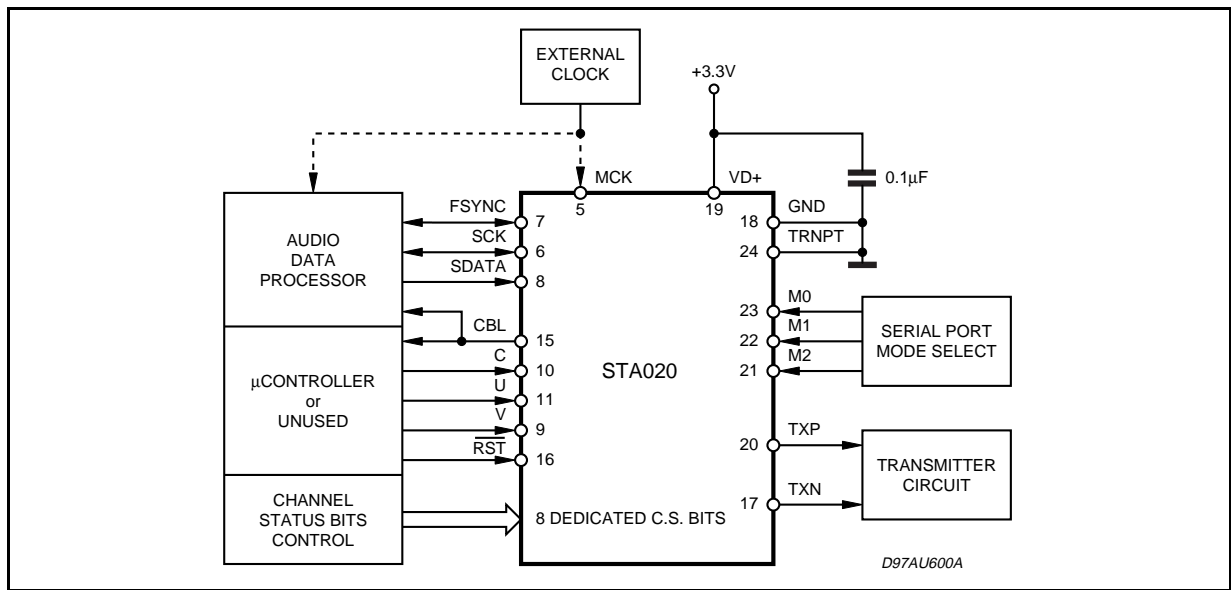 EXTERNAL
CLOCK
+3.3V
MCK
VD+
0.1μF
5
19
FSYNC
7
18
GND
SCK
6
24
TRNPT
SDATA
8
AUDIO
DATA
PROCESSOR
CBL
15
C
10
U
11
V
9
RST
16
μCONTROLLER
or
UNUSED
STA020
23
M0
22
M1
21
M2
SERIAL PORT
MODE SELECT
20
TXP
17
TXN
TRANSMITTER
CIRCUIT
CHANNEL
STATUS BITS
CONTROL
8 DEDICATED C.S. BITS
D97AU600A